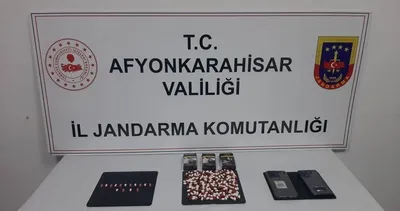 T.C.
AFYONKARAHİSAR
VALİLİĞİ
İL JANDARMA KOMUTANLIĞI